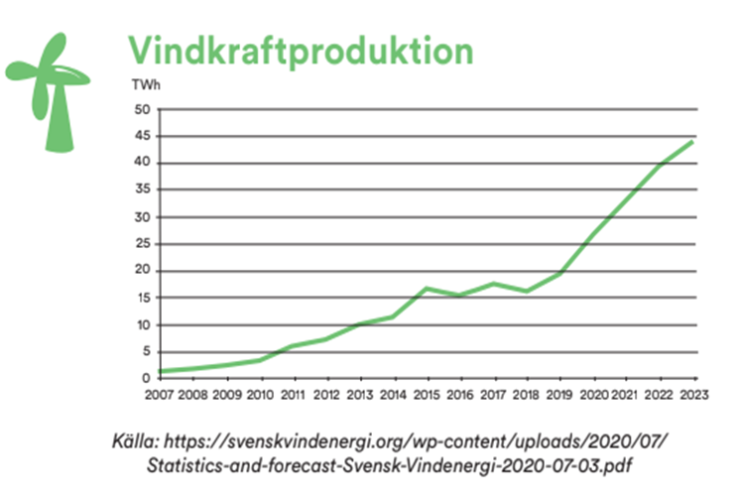 Vindkraftproduktion
TWh
50
45
40
35
30
25
20
15
10
5
0
2007 2008 2009 2010 2011 2012 2013 2014 2015 2016 2017 2018 2019 2020 2021 2022 2023
Källa: https://svenskvindenergi.org/wp-content/uploads/2020/07/
Statistics-and-forecast-Svensk-Vindenergi-2020-07-03.pdf